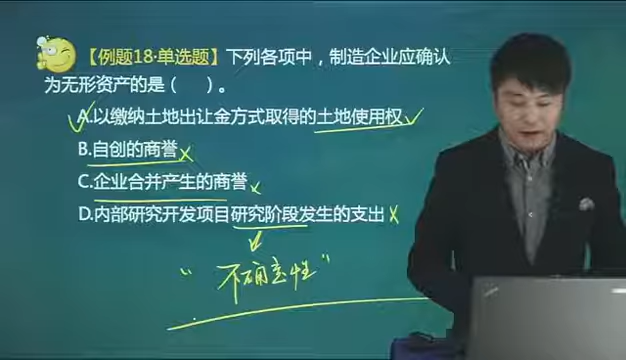 【例题18·单选题】下列各项中，制造企业应确认
为无形资产的是（　）。
A.以缴纳土地出让金方式取得的土地使用权
B.自创的商誉
C.企业合并产生的商誉
D.内部研究开发项目研究阶段发生的支出
“不确定性”